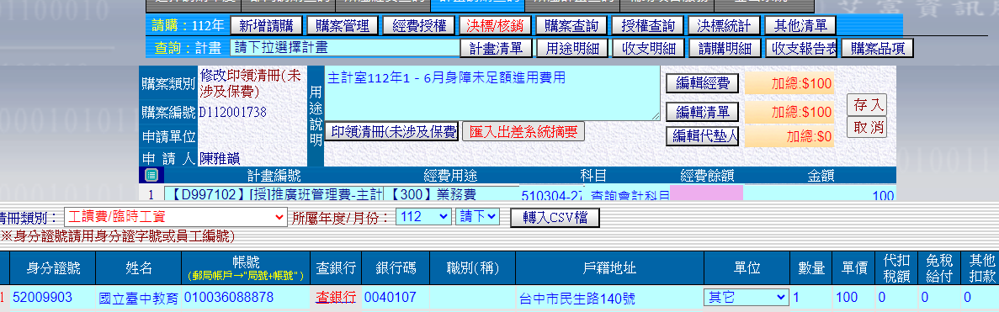 請購：112年 新增請購 購案管理 經費授權 決標/核銷 購案查詢 授權查詢 決標統計 其他清單
查詢：計畫 請下拉選擇計畫 計畫清單 用途明細 收支明細 請購明細 收支報告表 購案品項
購案類別 修改印領清冊(未涉及保費)
購案編號 D112001738
申請單位
申 請 人 陳雅韻
用途說明
主計室112年1－6月身障未足額進用費用
印領清冊(未涉及保費 匯入出差系統摘要
編輯經費 加總:$100
編輯清單 加總:$100
編輯代墊人 加總:$0
存入
取消
計畫編號 經費用途 科目 經費餘額 金額
1 【D997102】[授]推廣班管理費-主計 【300】業務費 510304-27 查詢會計科目 100
清冊類別： 工讀費/臨時工資 所屬年度/月份： 112 請下 轉入CSV檔
※身分證號請用身分證字號或員工編號)
身分證號 姓名 帳號 (郵局帳戶→"局號+帳號") 查銀行 銀行碼 職別(稱) 戶籍地址 單位 數量 單價 代扣稅額 免稅給付 其他扣款
1 52009903 國立臺中教育 010036088878 查銀行 0040107 台中市民生路140號 其它 1 100 0 0 0